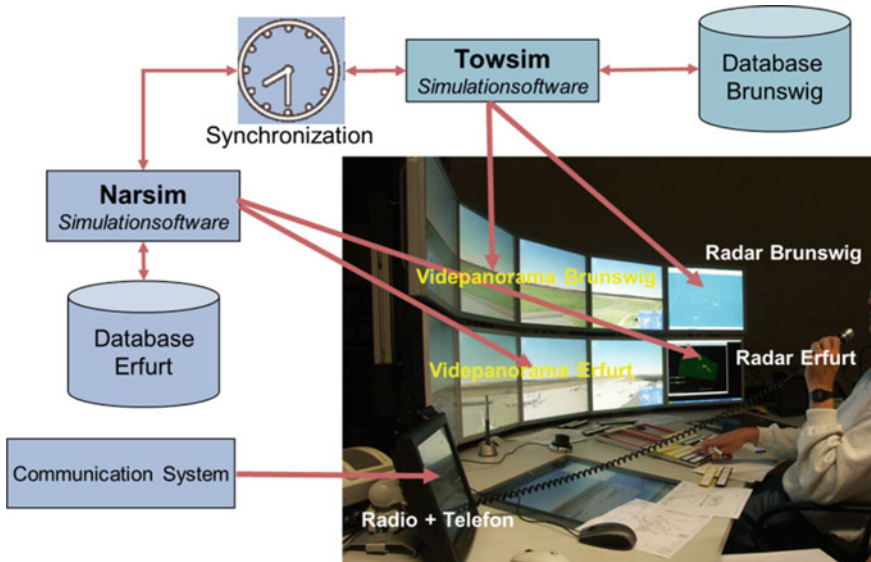 Towsim
Simulationsoftware
Database
Brunswig
Synchronization
Narsim
Simulationsoftware
Radar Brunswig
Videpanorama Brunswig
Database
Erfurt
Radar Erfurt
Videpanorama Erfurt
Communication System
Radio + Telefon